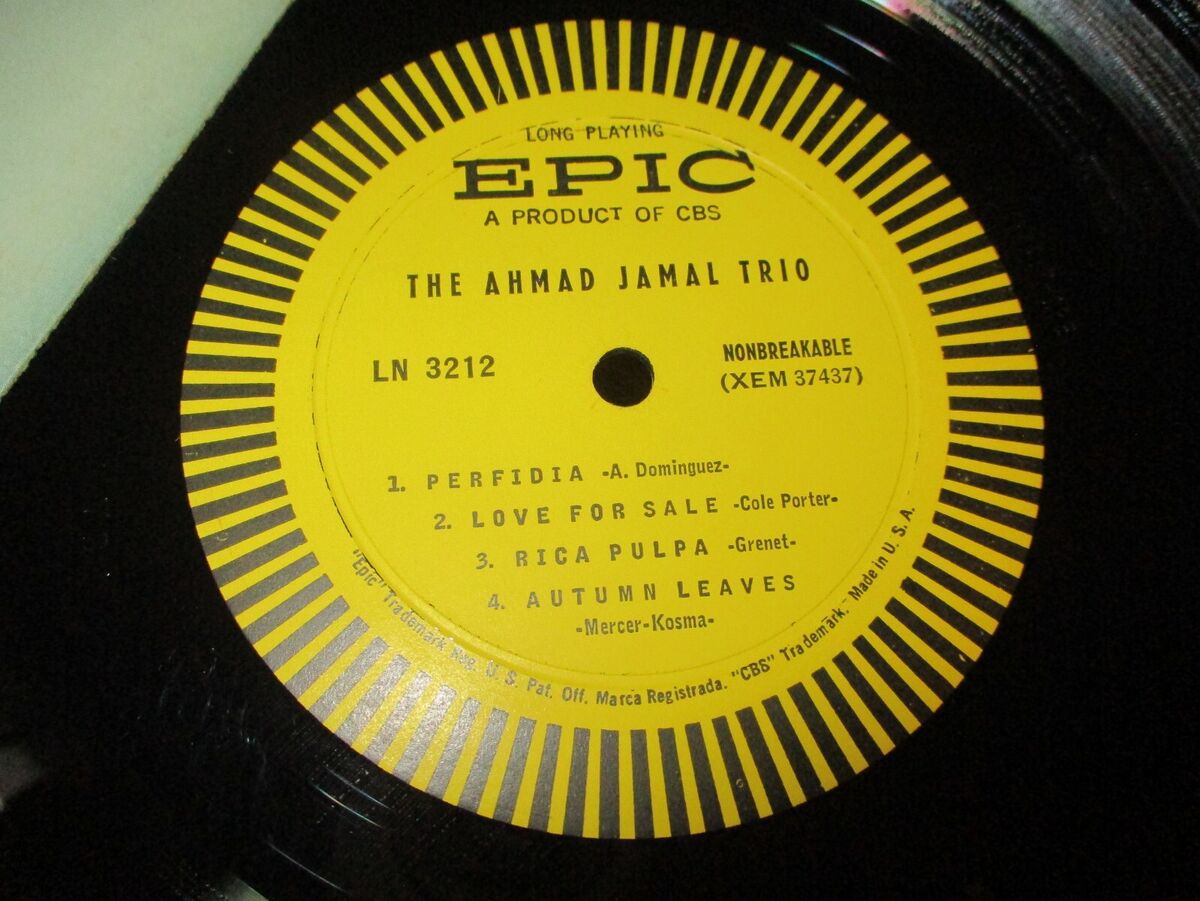 LONG PLAYING
EPIC
A PRODUCT OF CBS
THE AHMAD JAMAL TRIO
LN 3212
NONBREAKABLE
(XEM 37437)
1. PERFIDIA -A. Dominguez-
2. LOVE FOR SALE -Cole Porter-
3. RICA PULPA -Grenet-
4. AUTUMN LEAVES
-Mercer-Kosma-
"Epic" Trademark Reg. U. S. Pat. Off. Marca Registrada. "CBS" Trademark. Made in U. S. A.